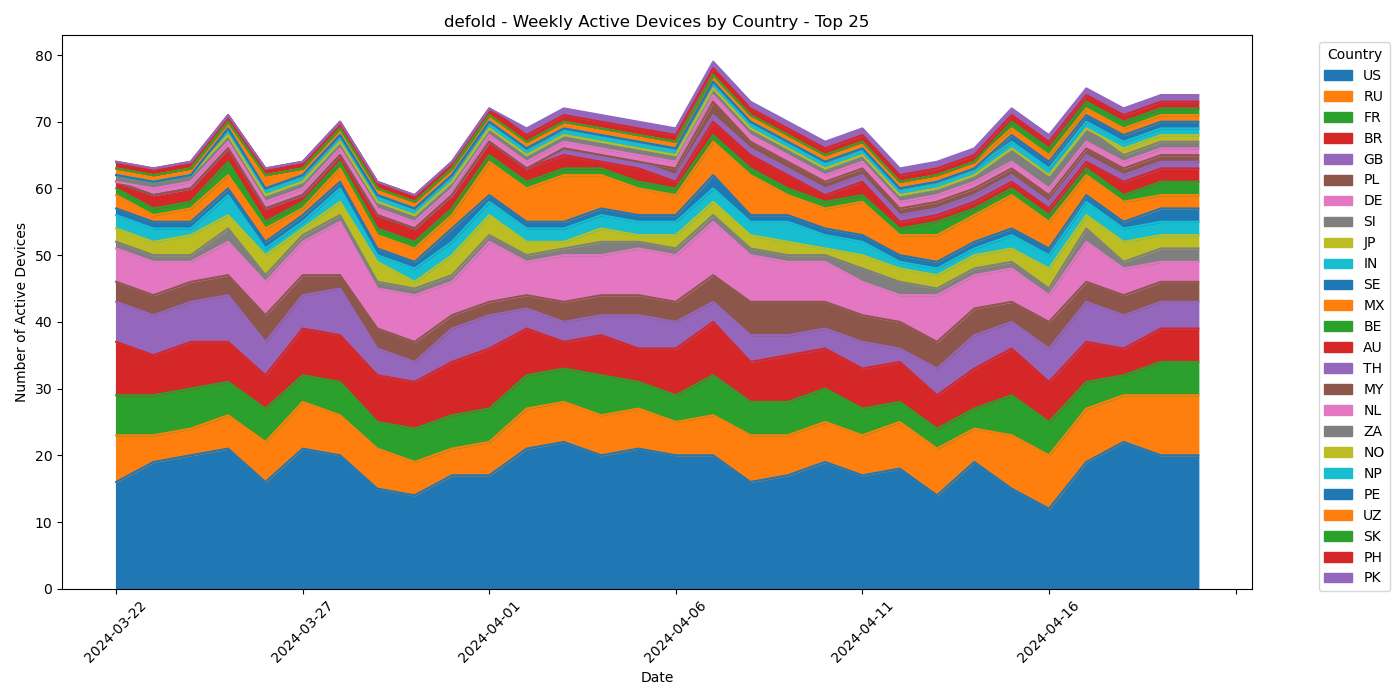 defold - Weekly Active Devices by Country - Top 25
Number of Active Devices
80
70
60
50
40
30
20
10
0
2024-03-22
2024-03-27
2024-04-01
2024-04-06
2024-04-11
2024-04-16
Date
Country
US
RU
FR
BR
GB
PL
DE
SI
JP
IN
SE
MX
BE
AU
TH
MY
NL
ZA
NO
NP
PE
UZ
SK
PH
PK